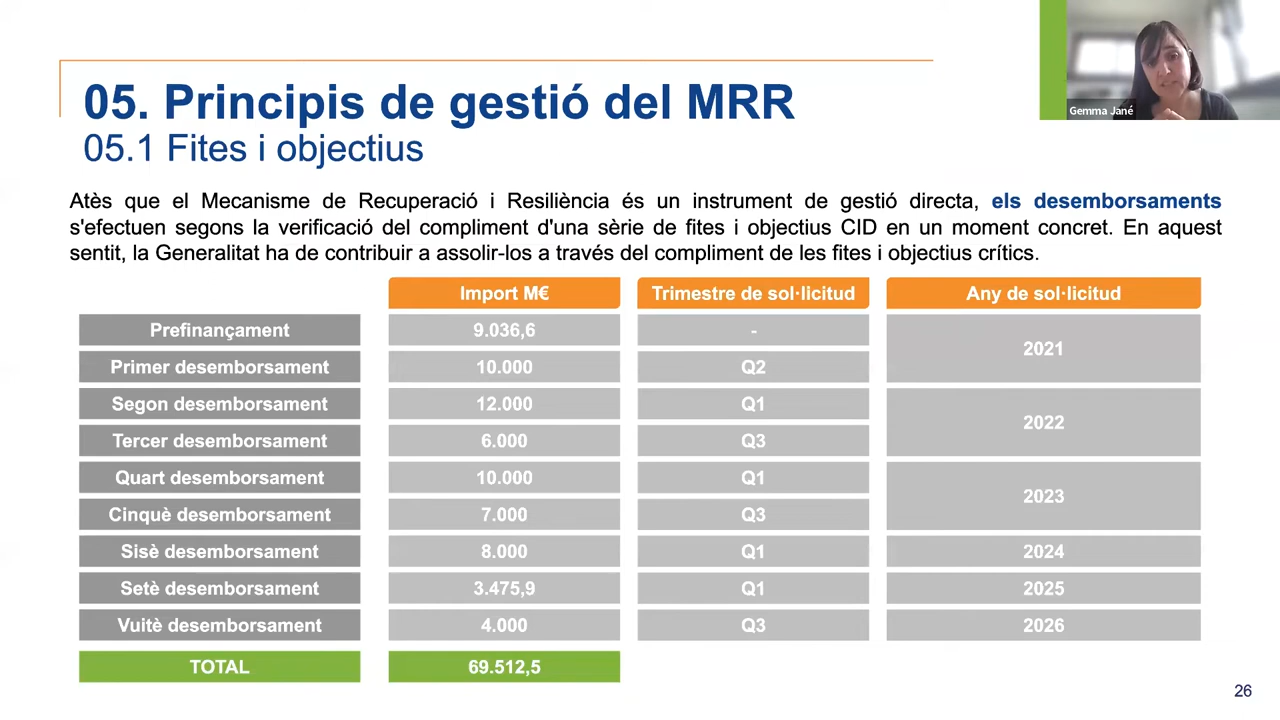 05. Principis de gestió del MRR
05.1 Fites i objectius
Gemma Jané
Atès que el Mecanisme de Recuperació i Resiliència és un instrument de gestió directa, els desemborsaments
s'efectuen segons la verificació del compliment d'una sèrie de fites i objectius CID en un moment concret. En aquest
sentit, la Generalitat ha de contribuir a assolir-los a través del compliment de les fites i objectius crítics.
Import M€ Trimestre de sol·licitud Any de sol·licitud
Prefinançament 9.036,6 - 2021
Primer desemborsament 10.000 Q2
Segon desemborsament 12.000 Q1 2022
Tercer desemborsament 6.000 Q3
Quart desemborsament 10.000 Q1 2023
Cinquè desemborsament 7.000 Q3
Sisè desemborsament 8.000 Q1 2024
Setè desemborsament 3.475,9 Q1 2025
Vuitè desemborsament 4.000 Q3 2026
TOTAL 69.512,5
26